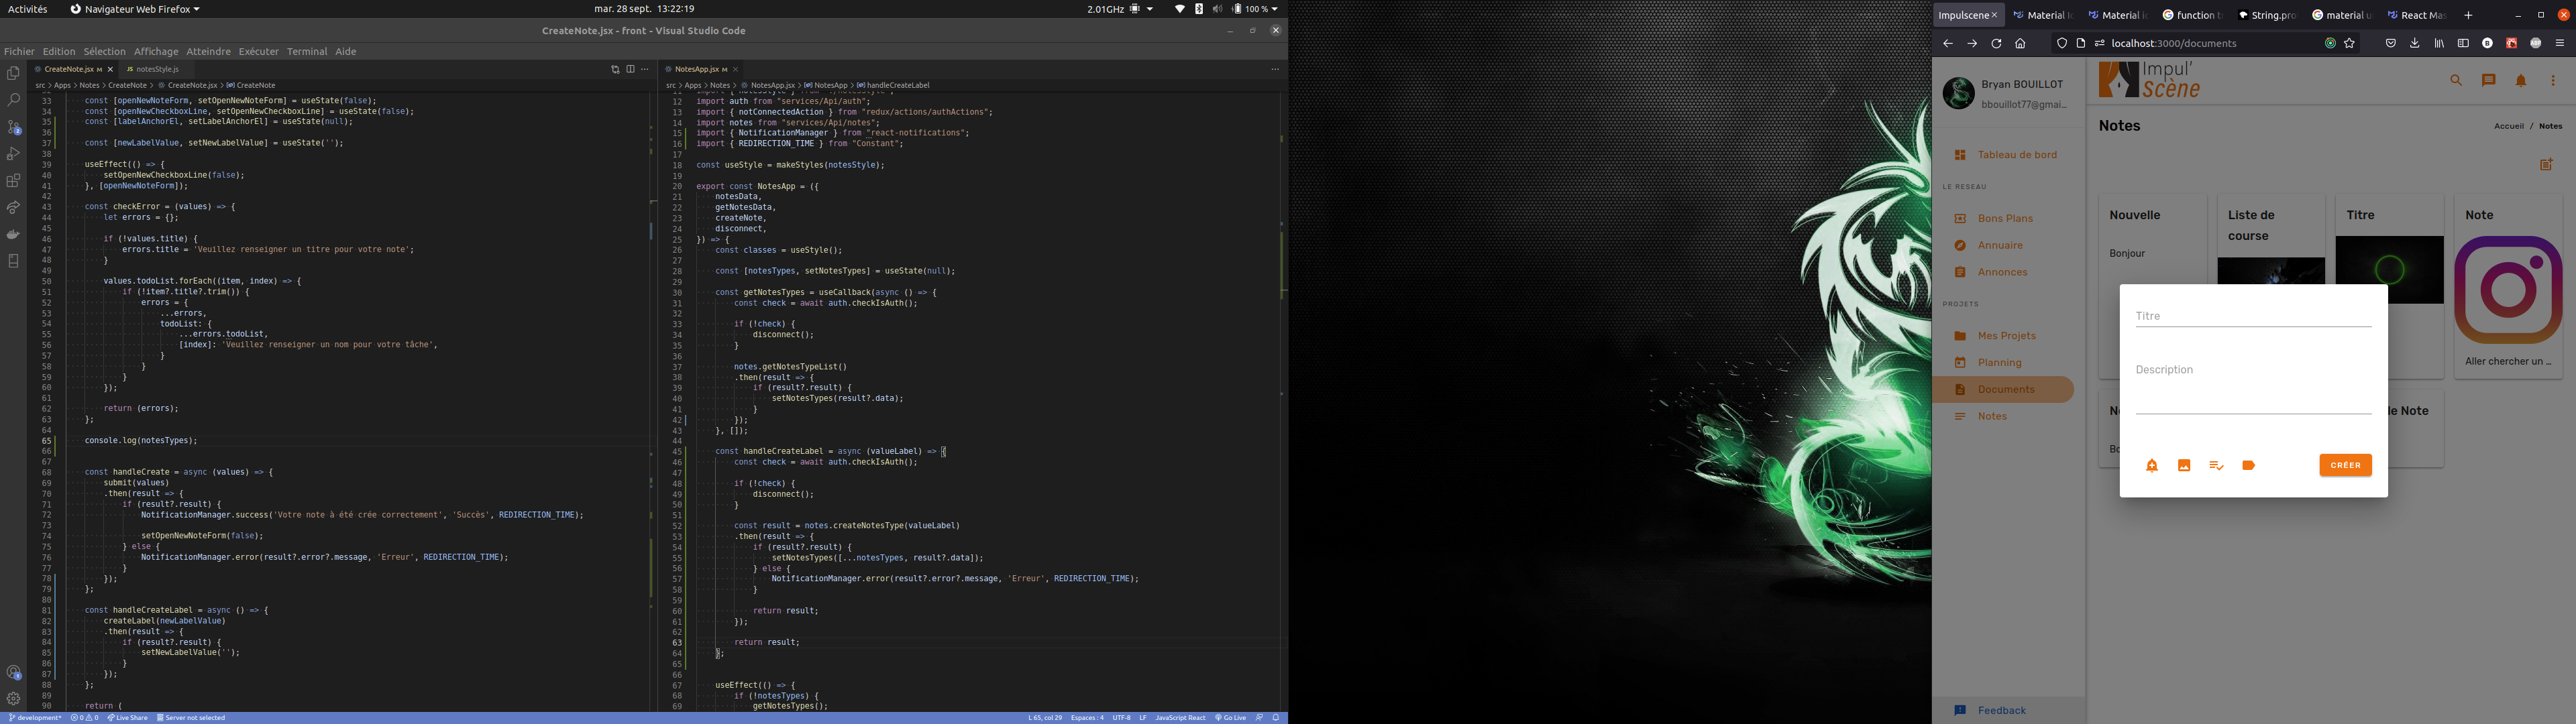 Activités
Navigateur Web Firefox
mar. 28 sept. 13:22:19
2.01GHz
100 %
CreateNote.jsx - front - Visual Studio Code
Fichier Edition Sélection Affichage Atteindre Exécuter Terminal Aide
CreateNote.jsx M
notesStyle.js
src > Apps > Notes > CreateNote > CreateNote.jsx > CreateNote
33 const [openNewNoteForm, setOpenNewNoteForm] = useState(false);
34 const [openNewCheckboxLine, setOpenNewCheckboxLine] = useState(false);
35 const [labelAnchorEl, setLabelAnchorEl] = useState(null);
36
37 const [newLabelValue, setNewLabelValue] = useState('');
38
39 useEffect(() => {
40 setOpenNewCheckboxLine(false);
41 }, [openNewNoteForm]);
42
43 const checkError = (values) => {
44 let errors = {};
45
46 if (!values.title) {
47 errors.title = 'Veuillez renseigner un titre pour votre note';
48 }
49
50 values.todoList.forEach((item, index) => {
51 if (!item?.title?.trim()) {
52 errors = {
53 ...errors,
54 todoList: {
55 ...errors.todoList,
56 [index]: 'Veuillez renseigner un nom pour votre tâche',
57 }
58 }
59 }
60 });
61
62 return (errors);
63 };
64
65 console.log(notesTypes);
66
67
68 const handleCreate = async (values) => {
69 submit(values)
70 .then(result => {
71 if (result?.result) {
72 NotificationManager.success('Votre note à été crée correctement', 'Succès', REDIRECTION_TIME);
73
74 setOpenNewNoteForm(false);
75 } else {
76 NotificationManager.error(result?.error?.message, 'Erreur', REDIRECTION_TIME);
77 }
78 });
79 };
80
81 const handleCreateLabel = async () => {
82 createLabel(newLabelValue)
83 .then(result => {
84 if (result?.result) {
85 setNewLabelValue('');
86 }
87 });
88 };
89
90 return (
NotesApp.jsx M
src > Apps > Notes > NotesApp.jsx > NotesApp > handleCreateLabel
12 import auth from "services/Api/auth";
13 import { notConnectedAction } from "redux/actions/authActions";
14 import notes from "services/Api/notes";
15 import { NotificationManager } from "react-notifications";
16 import { REDIRECTION_TIME } from "Constant";
17
18 const useStyle = makeStyles(notesStyle);
19
20 export const NotesApp = ({
21 notesData,
22 getNotesData,
23 createNote,
24 disconnect,
25 }) => {
26 const classes = useStyle();
27
28 const [notesTypes, setNotesTypes] = useState(null);
29
30 const getNotesTypes = useCallback(async () => {
31 const check = await auth.checkIsAuth();
32
33 if (!check) {
34 disconnect();
35 }
36
37 notes.getNotesTypeList()
38 .then(result => {
39 if (result?.result) {
40 setNotesTypes(result?.data);
41 }
42 });
43 }, []);
44
45 const handleCreateLabel = async (valueLabel) => {
46 const check = await auth.checkIsAuth();
47
48 if (!check) {
49 disconnect();
50 }
51
52 const result = notes.createNotesType(valueLabel)
53 .then(result => {
54 if (result?.result) {
55 setNotesTypes([...notesTypes, result?.data]);
56 } else {
57 NotificationManager.error(result?.error?.message, 'Erreur', REDIRECTION_TIME);
58 }
59
60 return result;
61 });
62
63 return result;
64 };
65
66
67 useEffect(() => {
68 if (!notesTypes) {
69 getNotesTypes();
development*
0 0
Live Share
Server not selected
L 65, col 29
Espaces : 4
UTF-8
LF
JavaScript React
Go Live
Impulscene
Material Ic
Material ic
function t
String.pro
material u
React Mas
localhost:3000/documents
Bryan BOUILLOT
bbouillot77@gmai...
Impul'
Scène
Tableau de bord
LE RESEAU
Bons Plans
Annuaire
Annonces
PROJETS
Mes Projets
Planning
Documents
Notes
Feedback
Notes
Accueil / Notes
Nouvelle
Bonjour
Liste de
course
Titre
Note
Aller chercher un ...
de Note
Titre
Description
CRÉER